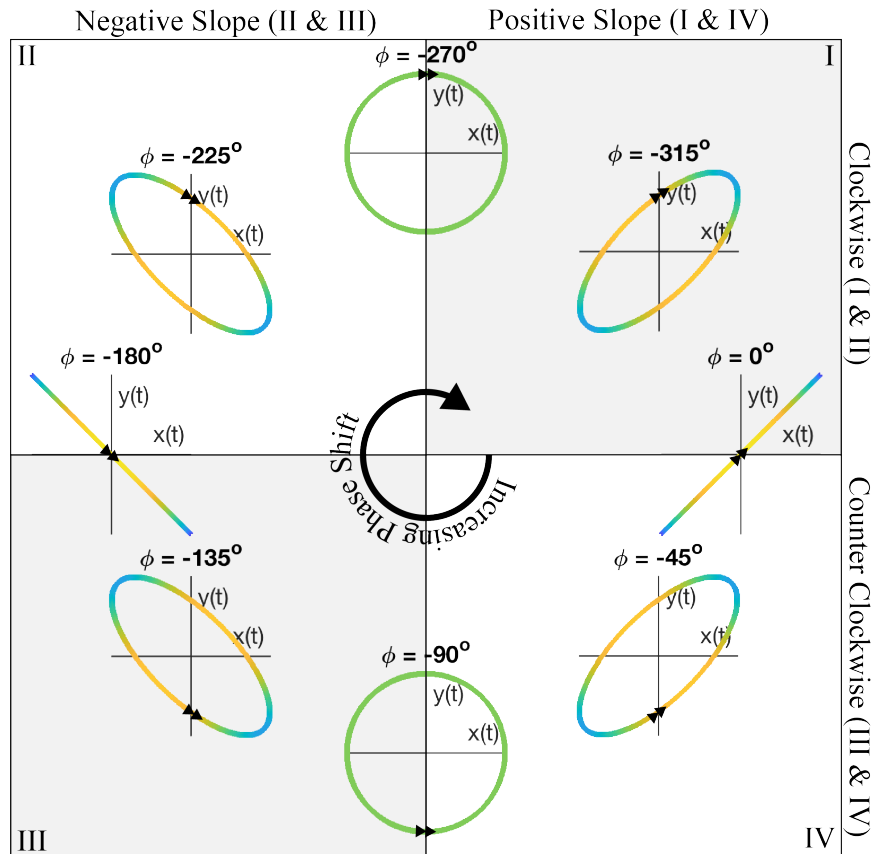 Negative Slope (II & III)
Positive Slope (I & IV)
II
I
ϕ = -270°
y(t)
x(t)
ϕ = -225°
y(t)
x(t)
ϕ = -315°
y(t)
x(t)
Clockwise (I & II)
ϕ = -180°
y(t)
x(t)
ϕ = 0°
y(t)
x(t)
Increasing Phase Shift
ϕ = -135°
y(t)
x(t)
ϕ = -45°
y(t)
x(t)
ϕ = -90°
y(t)
x(t)
Counter Clockwise (III & IV)
III
IV